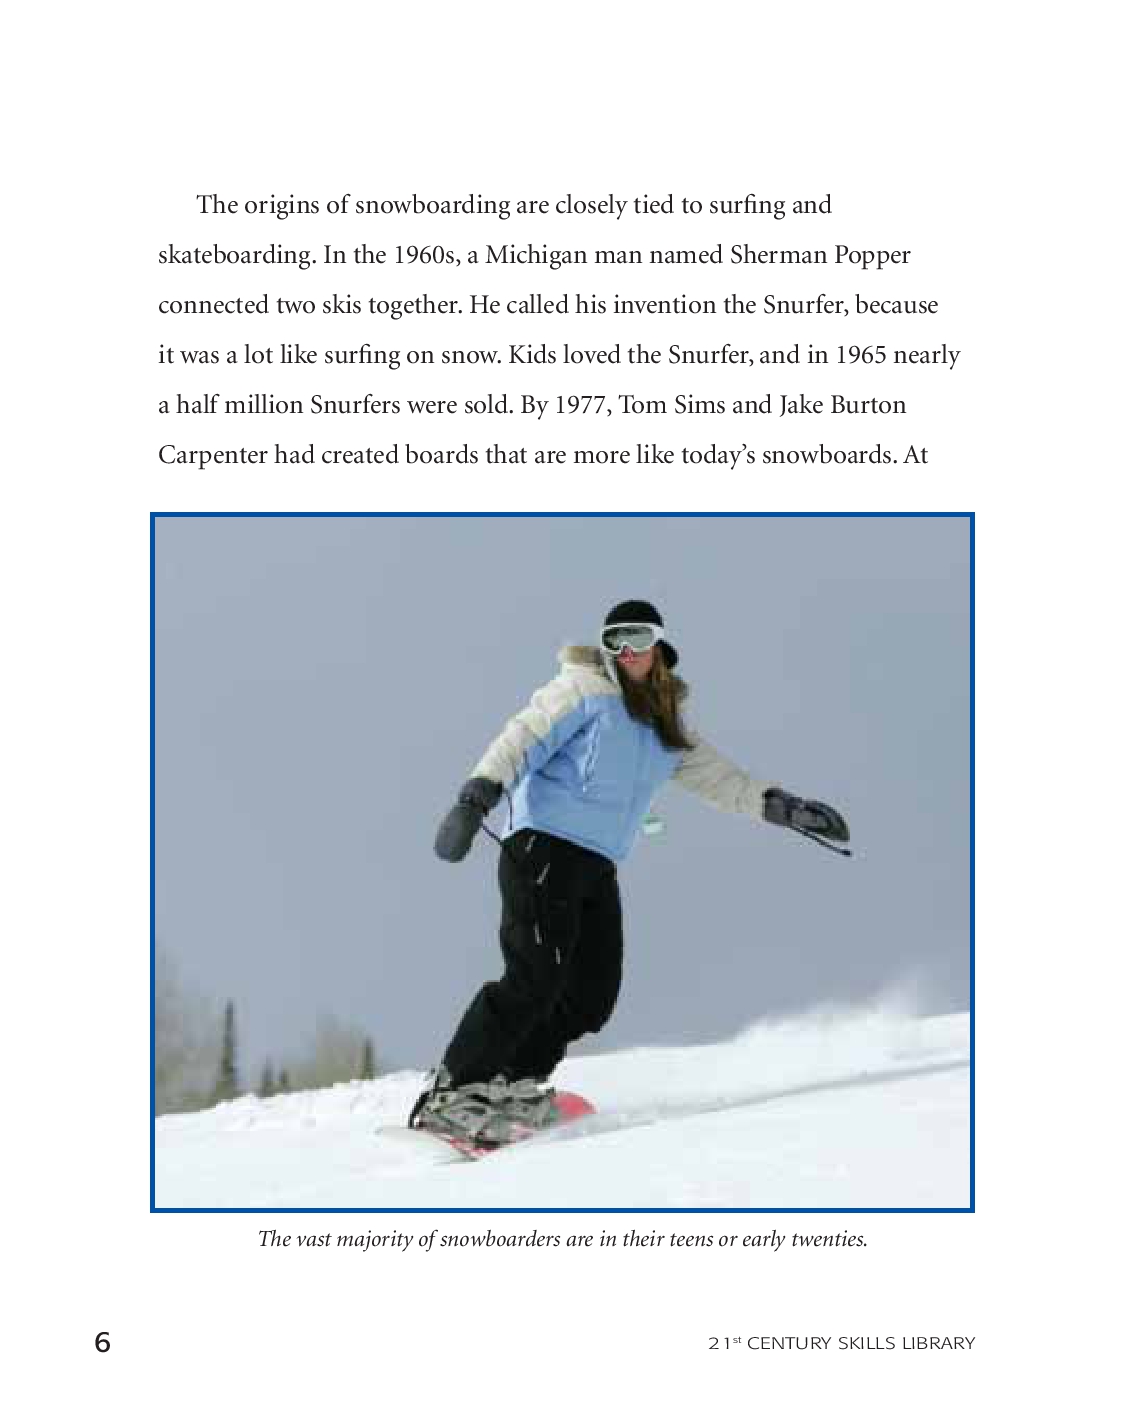 The origins of snowboarding are closely tied to surfing and
skateboarding. In the 1960s, a Michigan man named Sherman Popper
connected two skis together. He called his invention the Snurfer, because
it was a lot like surfing on snow. Kids loved the Snurfer, and in 1965 nearly
a half million Snurfers were sold. By 1977, Tom Sims and Jake Burton
Carpenter had created boards that are more like today’s snowboards. At
The vast majority of snowboarders are in their teens or early twenties.
6
21st CENTURY SKILLS LIBRARY